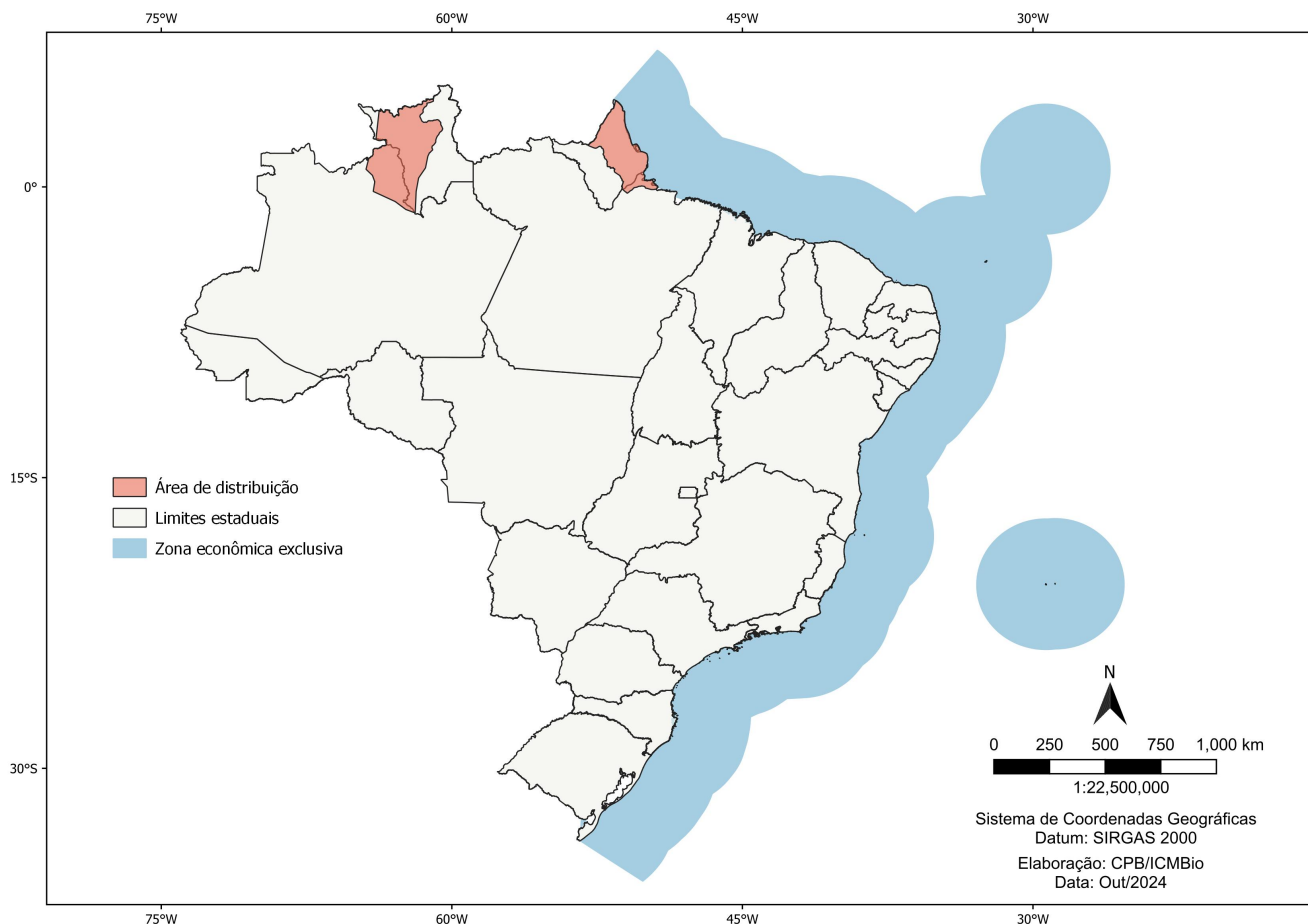 75°W 60°W 45°W 30°W
0°
15°S
30°S
Área de distribuição
Limites estaduais
Zona econômica exclusiva
N
0 250 500 750 1,000 km
1:22,500,000
Sistema de Coordenadas Geográficas
Datum: SIRGAS 2000
Elaboração: CPB/ICMBio
Data: Out/2024
75°W 60°W 45°W 30°W